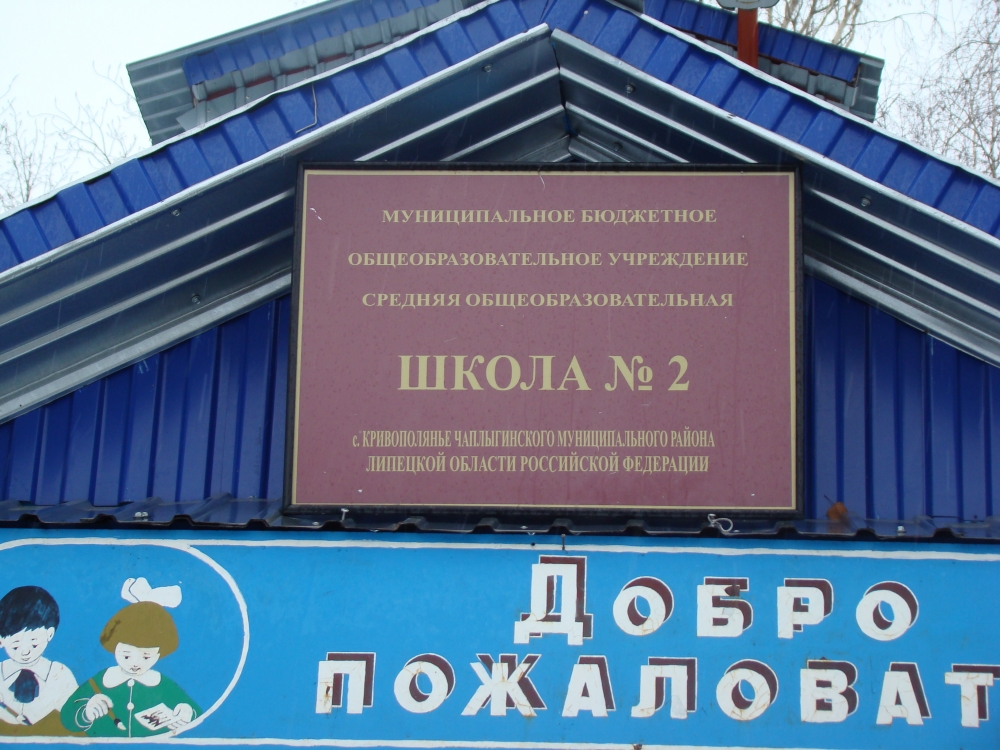 МУНИЦИПАЛЬНОЕ БЮДЖЕТНОЕ
ОБЩЕОБРАЗОВАТЕЛЬНОЕ УЧРЕЖДЕНИЕ
СРЕДНЯЯ ОБЩЕОБРАЗОВАТЕЛЬНАЯ
ШКОЛА № 2
с. КРИВОПОЛЯНЬЕ ЧАПЛЫГИНСКОГО МУНИЦИПАЛЬНОГО РАЙОНА
ЛИПЕЦКОЙ ОБЛАСТИ РОССИЙСКОЙ ФЕДЕРАЦИИ
ДОБРО
ПОЖАЛОВАТ